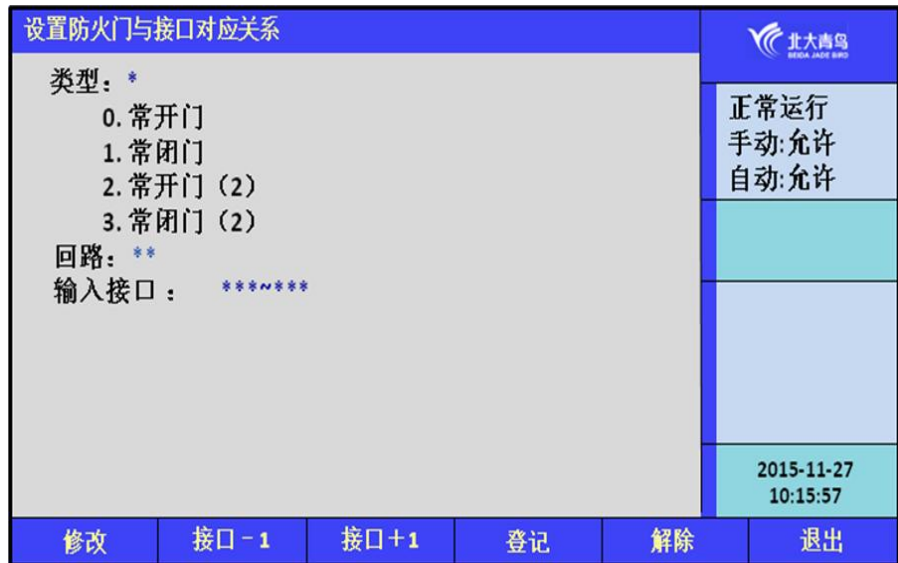 设置防火门与接口对应关系
北大青鸟
BEIDA JADE BIRD
类型：*
0.常开门
1.常闭门
2.常开门（2）
3.常闭门（2）
回路：**
输入接口： ***~***
正常运行
手动:允许
自动:允许
2015-11-27
10:15:57
修改 接口－1 接口＋1 登记 解除 退出